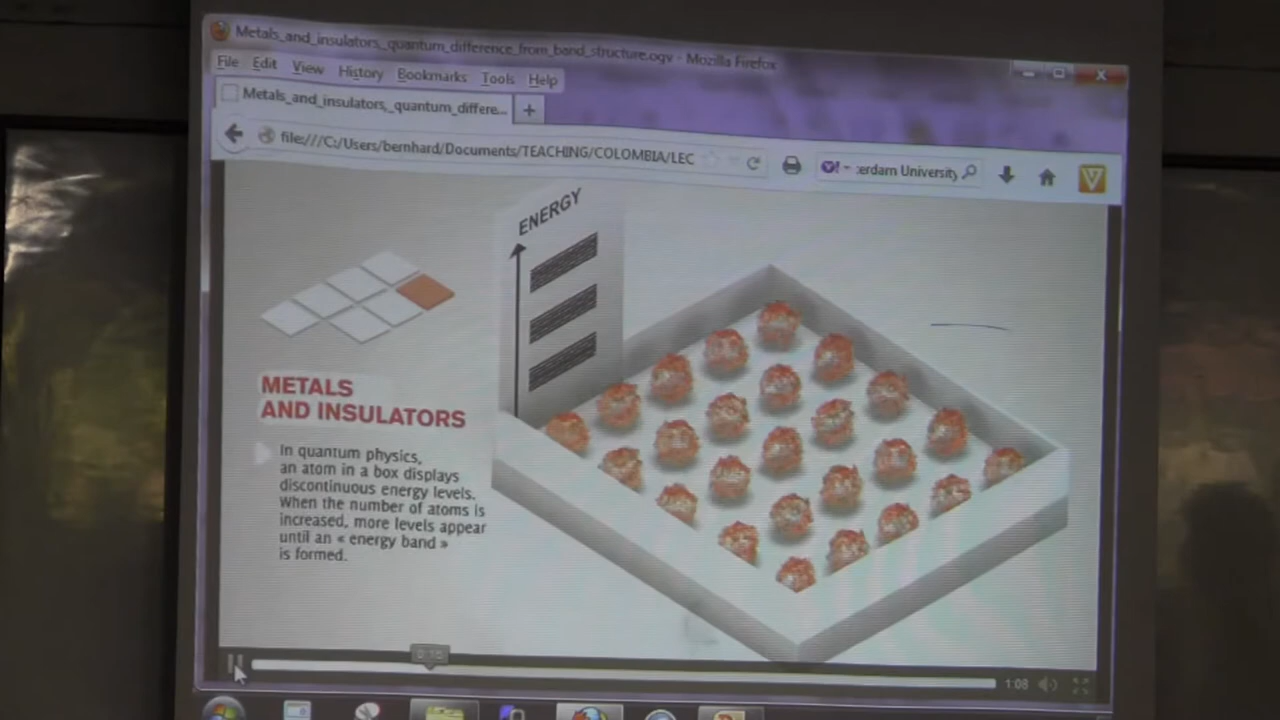 Metals_and_insulators_quantum_difference_from_band_structure.ogv - Mozilla Firefox
File Edit View History Bookmarks Tools Help
Metals_and_insulators_quantum_differe... +
file:///C:/Users/bernhard/Documents/TEACHING/COLOMBIA/LEC
:erdam University
ENERGY
METALS
AND INSULATORS
In quantum physics,
an atom in a box displays
discontinuous energy levels.
When the number of atoms is
increased, more levels appear
until an « energy band »
is formed.
1:08